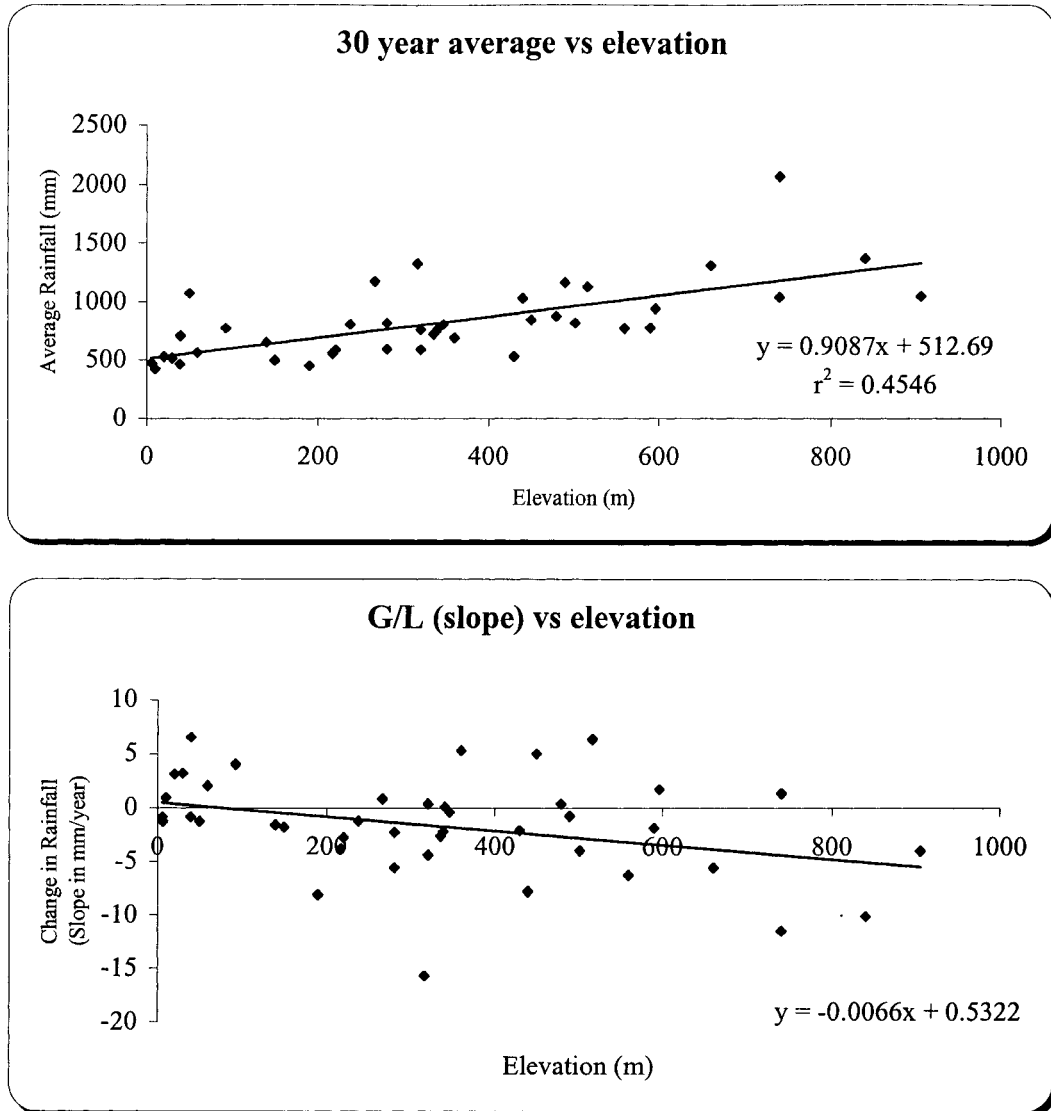 30 year average vs elevation
2500
2000
1500
1000
500
0
Average Rainfall (mm)
0 200 400 600 800 1000
Elevation (m)
y = 0.9087x + 512.69
r² = 0.4546
G/L (slope) vs elevation
10
5
0
-5
-10
-15
-20
Change in Rainfall
(Slope in mm/year)
0 200 400 600 800 1000
y = -0.0066x + 0.5322
Elevation (m)